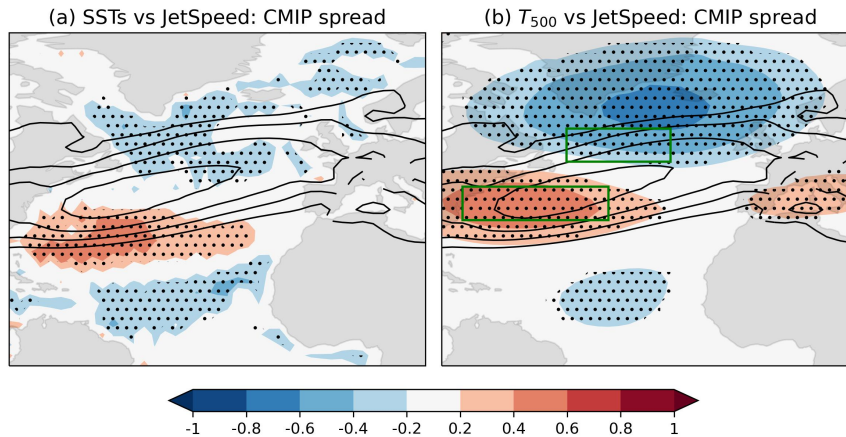 (a) SSTs vs JetSpeed: CMIP spread
(b) T500 vs JetSpeed: CMIP spread
-1 -0.8 -0.6 -0.4 -0.2 0.2 0.4 0.6 0.8 1